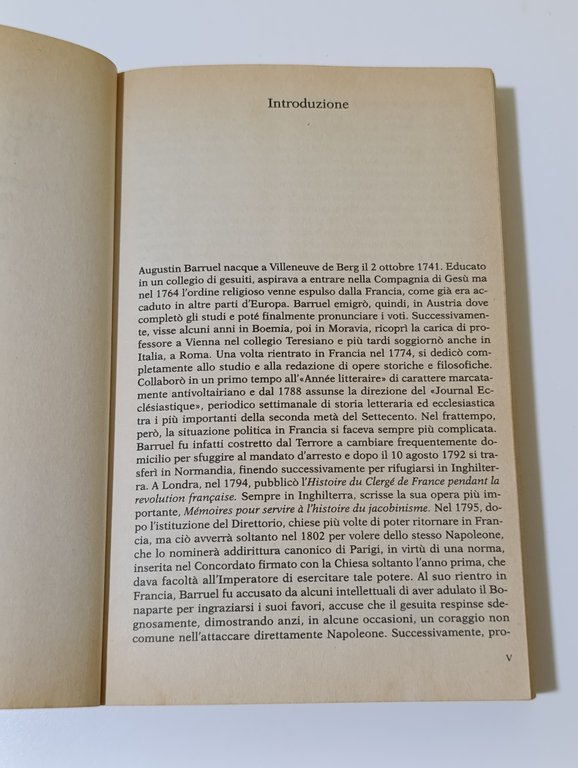 Introduzione
Augustin Barruel nacque a Villeneuve de Berg il 2 ottobre 1741. Educato
in un collegio di gesuiti, aspirava a entrare nella Compagnia di Gesù ma
nel 1764 l'ordine religioso venne espulso dalla Francia, come già era ac-
caduto in altre parti d'Europa. Barruel emigrò, quindi, in Austria dove
completò gli studi e poté finalmente pronunciare i voti. Successivamen-
te, visse alcuni anni in Boemia, poi in Moravia, ricoprì la carica di pro-
fessore a Vienna nel collegio Teresiano e più tardi soggiornò anche in
Italia, a Roma. Una volta rientrato in Francia nel 1774, si dedicò com-
pletamente allo studio e alla redazione di opere storiche e filosofiche.
Collaborò in un primo tempo all'«Année litteraire» di carattere marcata-
mente antivoltairiano e dal 1788 assunse la direzione del «Journal Ec-
clésiastique», periodico settimanale di storia letteraria ed ecclesiastica
tra i più importanti della seconda metà del Settecento. Nel frattempo,
però, la situazione politica in Francia si faceva sempre più complicata.
Barruel fu infatti costretto dal Terrore a cambiare frequentemente do-
micilio per sfuggire al mandato d'arresto e dopo il 10 agosto 1792 si tra-
sferì in Normandia, finendo successivamente per rifugiarsi in Inghilter-
ra. A Londra, nel 1794, pubblicò l'Histoire du Clergé de France pendant la
revolution française. Sempre in Inghilterra, scrisse la sua opera più im-
portante, Mémoires pour servire à l'histoire du jacobinisme. Nel 1795, do-
po l'istituzione del Direttorio, chiese più volte di poter ritornare in Fran-
cia, ma ciò avverrà soltanto nel 1802 per volere dello stesso Napoleone,
che lo nominerà addirittura canonico di Parigi, in virtù di una norma,
inserita nel Concordato firmato con la Chiesa soltanto l'anno prima, che
dava facoltà all'Imperatore di esercitare tale potere. Al suo rientro in
Francia, Barruel fu accusato da alcuni intellettuali di aver adulato il Bo-
naparte per ingraziarsi i suoi favori, accuse che il gesuita respinse sde-
gnosamente, dimostrando anzi, in alcune occasioni, un coraggio non
comune nell'attaccare direttamente Napoleone. Successivamente, pro-
V